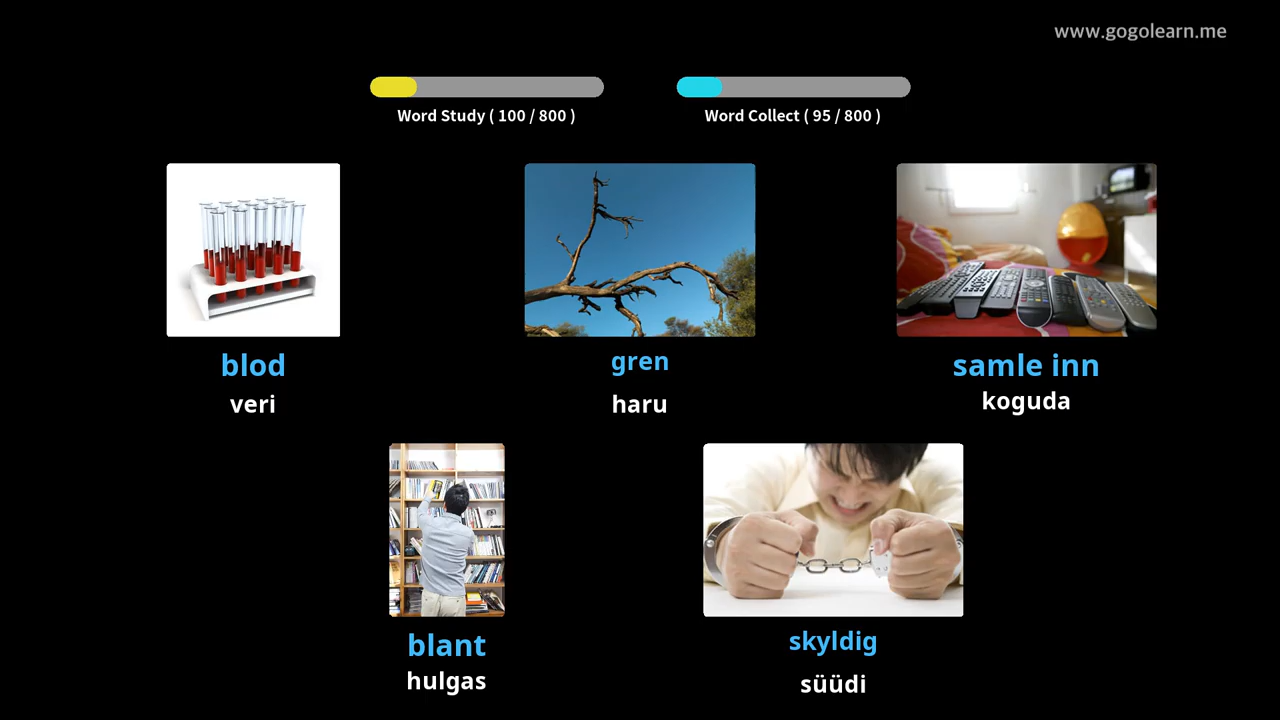 www.gogolearn.me
Word Study ( 100 / 800 )
Word Collect ( 95 / 800 )
blod
veri
gren
haru
samle inn
koguda
blant
hulgas
skyldig
süüdi